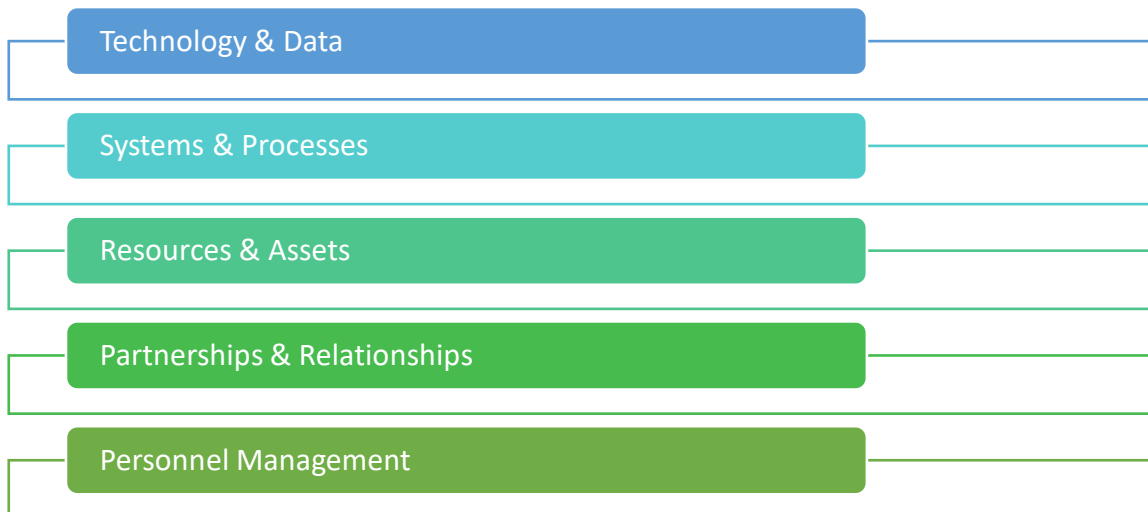 Technology & Data
Systems & Processes
Resources & Assets
Partnerships & Relationships
Personnel Management